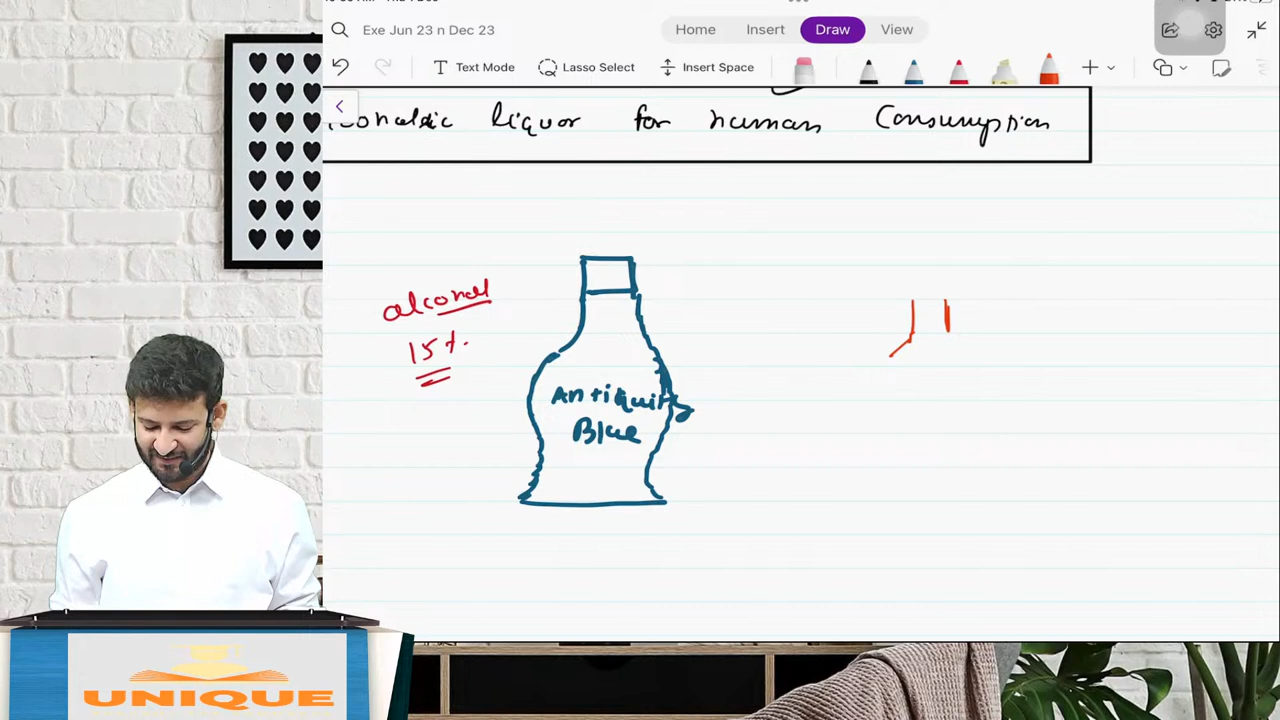 Exe Jun 23 n Dec 23
Home Insert Draw View
Text Mode Lasso Select Insert Space
liquor for human Consumption
alcohol
15%
Antiquity
Blue
UNIQUE